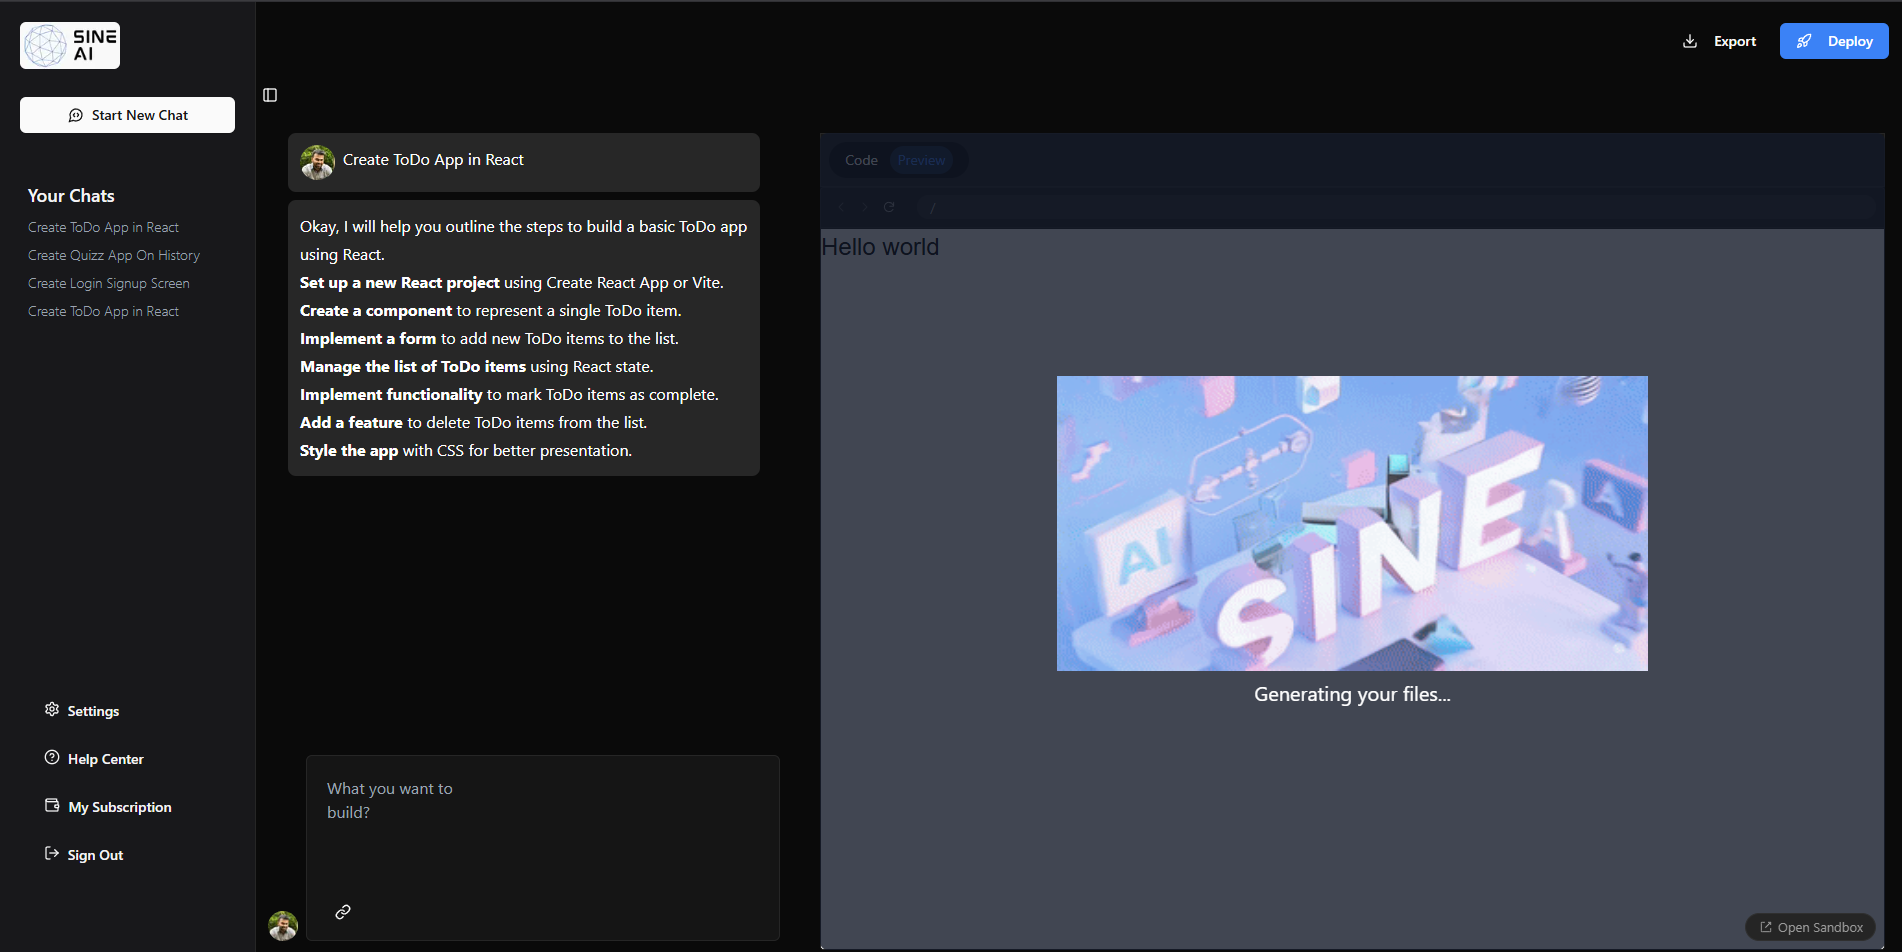 SINE
AI
Start New Chat
Your Chats
Create ToDo App in React
Create Quizz App On History
Create Login Signup Screen
Create ToDo App in React
Settings
Help Center
My Subscription
Sign Out
Export
Deploy
Create ToDo App in React
Okay, I will help you outline the steps to build a basic ToDo app
using React.
Set up a new React project using Create React App or Vite.
Create a component to represent a single ToDo item.
Implement a form to add new ToDo items to the list.
Manage the list of ToDo items using React state.
Implement functionality to mark ToDo items as complete.
Add a feature to delete ToDo items from the list.
Style the app with CSS for better presentation.
What you want to
build?
Code Preview
/
Hello world
AI
SINE
A
A
Generating your files...
Open Sandbox